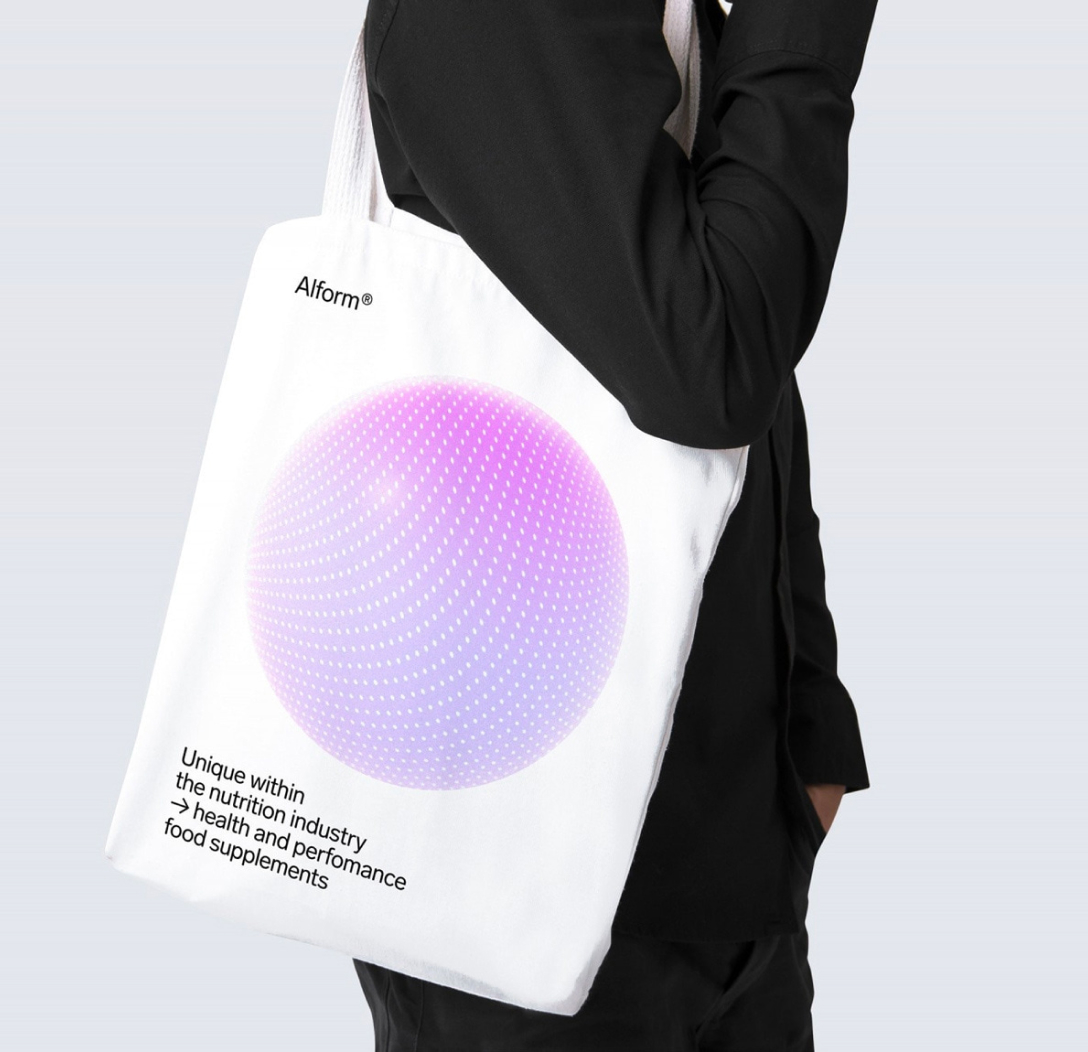 Alform®
Unique within
the nutrition industry
→ health and perfomance
food supplements